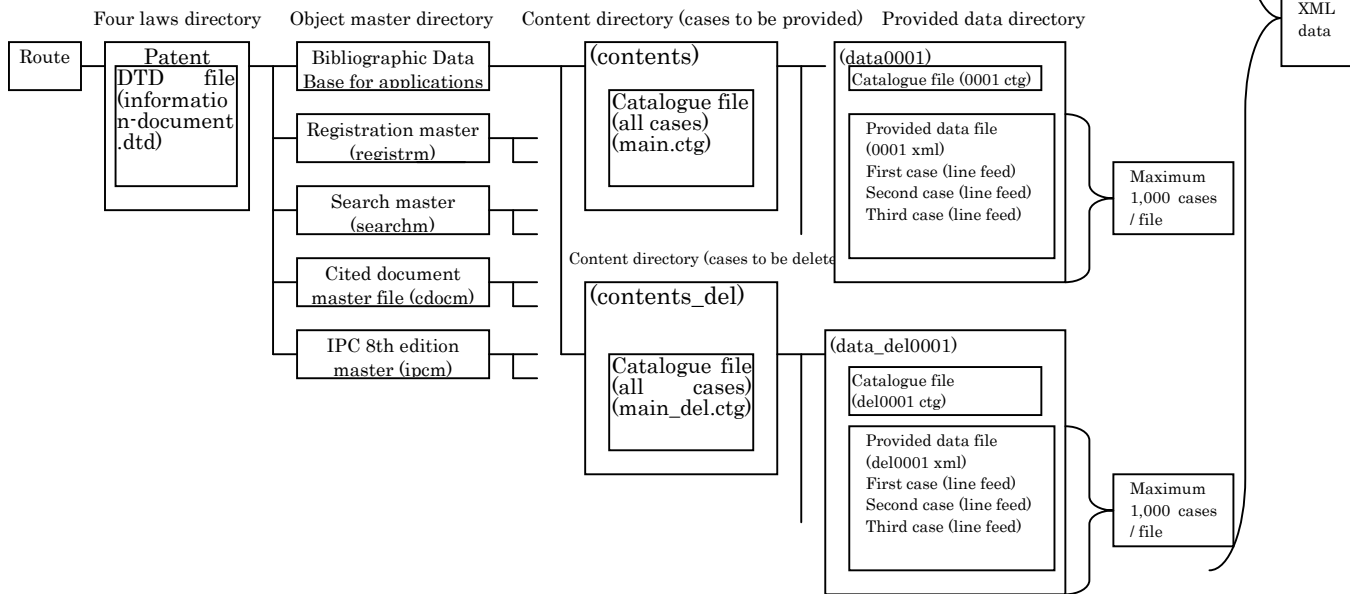 Four laws directory
Object master directory
Content directory (cases to be provided)
Provided data directory
XML
data
Route
Patent
DTD file
(informatio
n-document
.dtd)
Bibliographic Data
Base for applications
Registration master
(registrm)
Search master
(searchm)
Cited document
master file (cdocm)
IPC 8th edition
master (ipcm)
(contents)
Catalogue file
(all cases)
(main.ctg)
(data0001)
Catalogue file (0001 ctg)
Provided data file
(0001 xml)
First case (line feed)
Second case (line feed)
Third case (line feed)
Maximum
1,000 cases
/ file
Content directory (cases to be delete
(contents_del)
Catalogue file
(all cases)
(main_del.ctg)
(data_del0001)
Catalogue file
(del0001 ctg)
Provided data file
(del0001 xml)
First case (line feed)
Second case (line feed)
Third case (line feed)
Maximum
1,000 cases
/ file